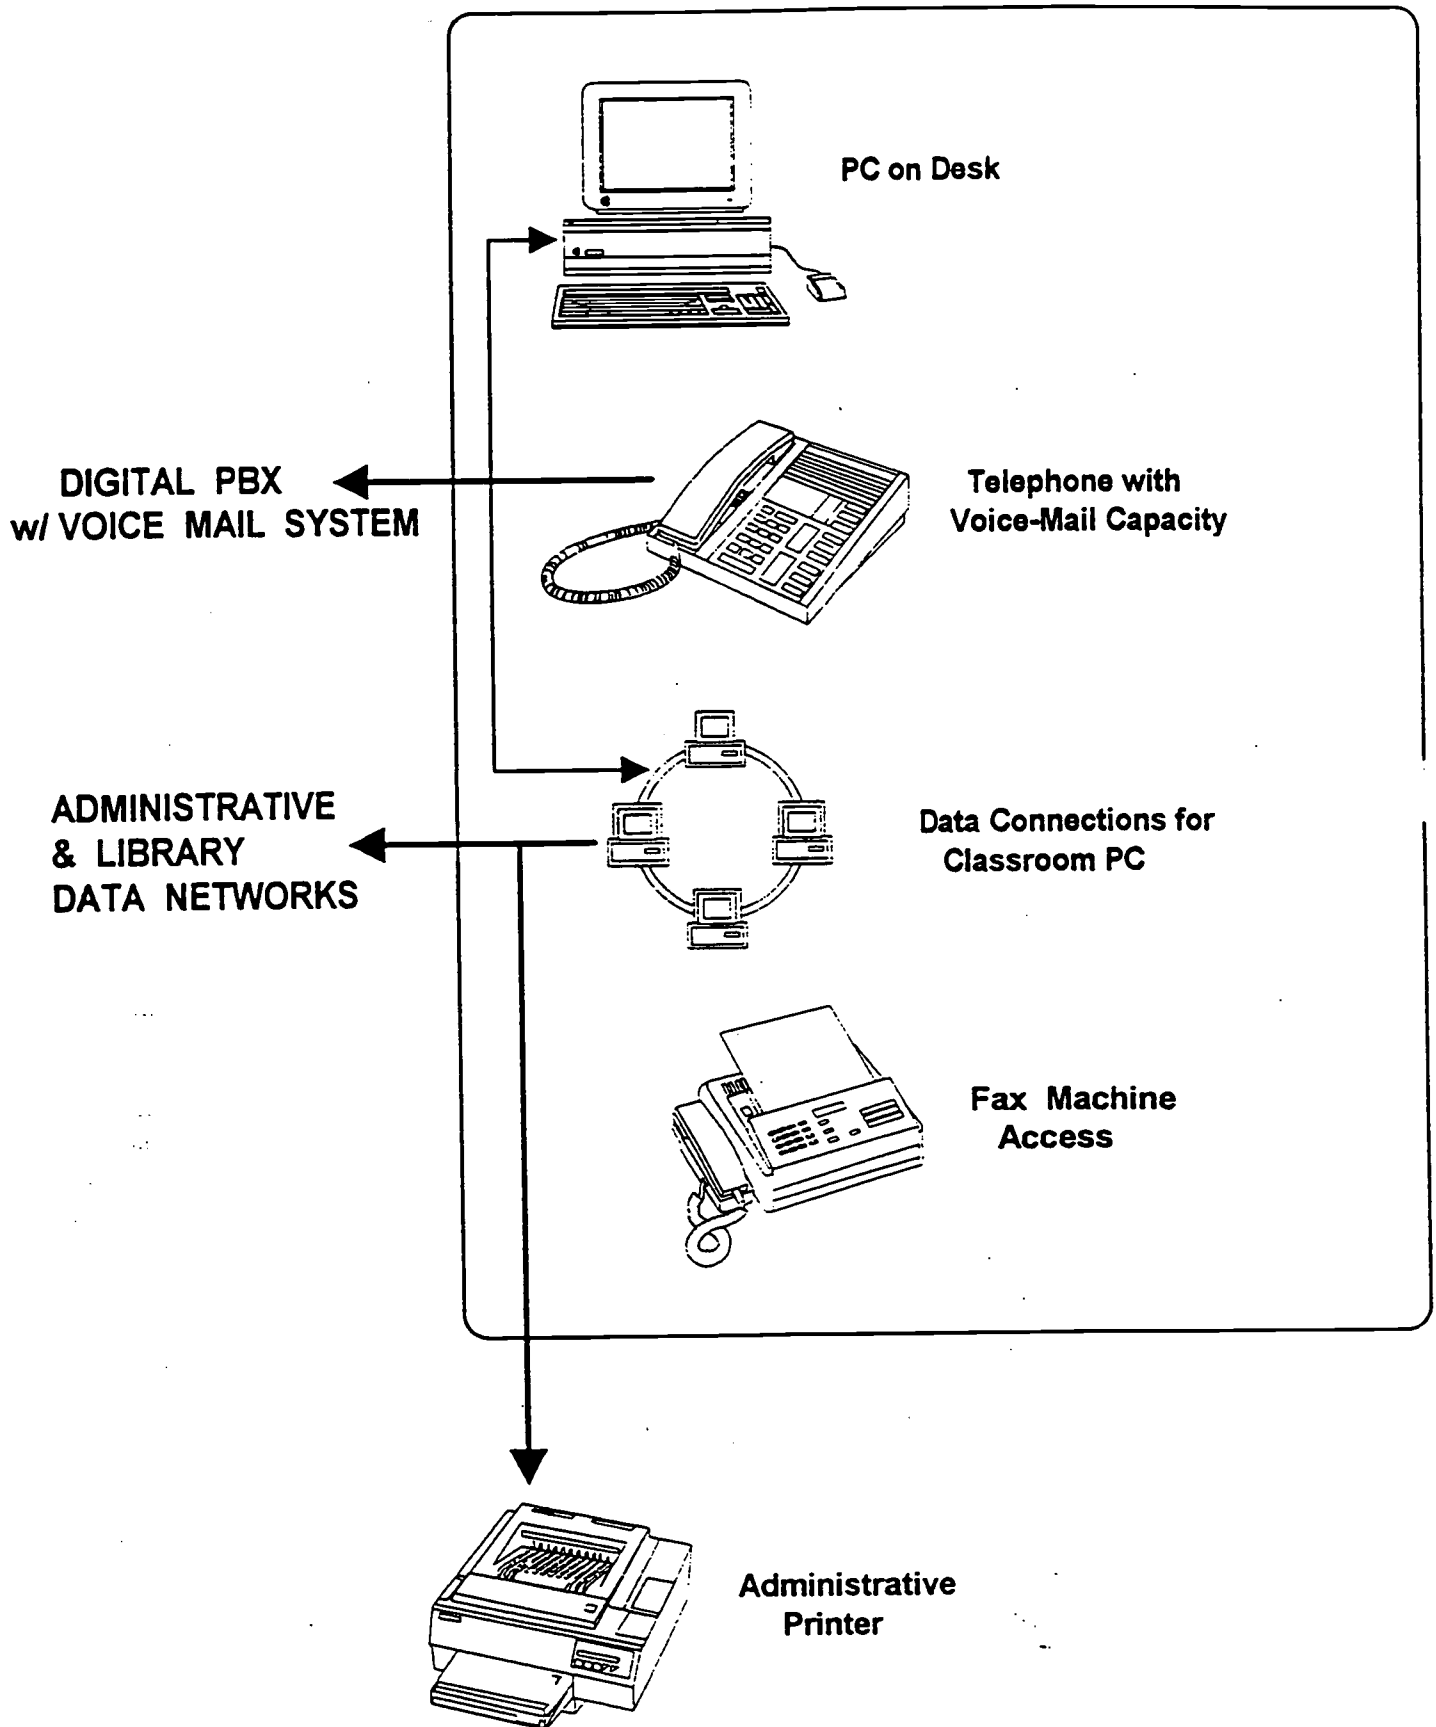 PC on Desk
DIGITAL PBX
w/ VOICE MAIL SYSTEM
Telephone with
Voice-Mail Capacity
ADMINISTRATIVE
& LIBRARY
DATA NETWORKS
Data Connections for
Classroom PC
Fax Machine
Access
Administrative
Printer